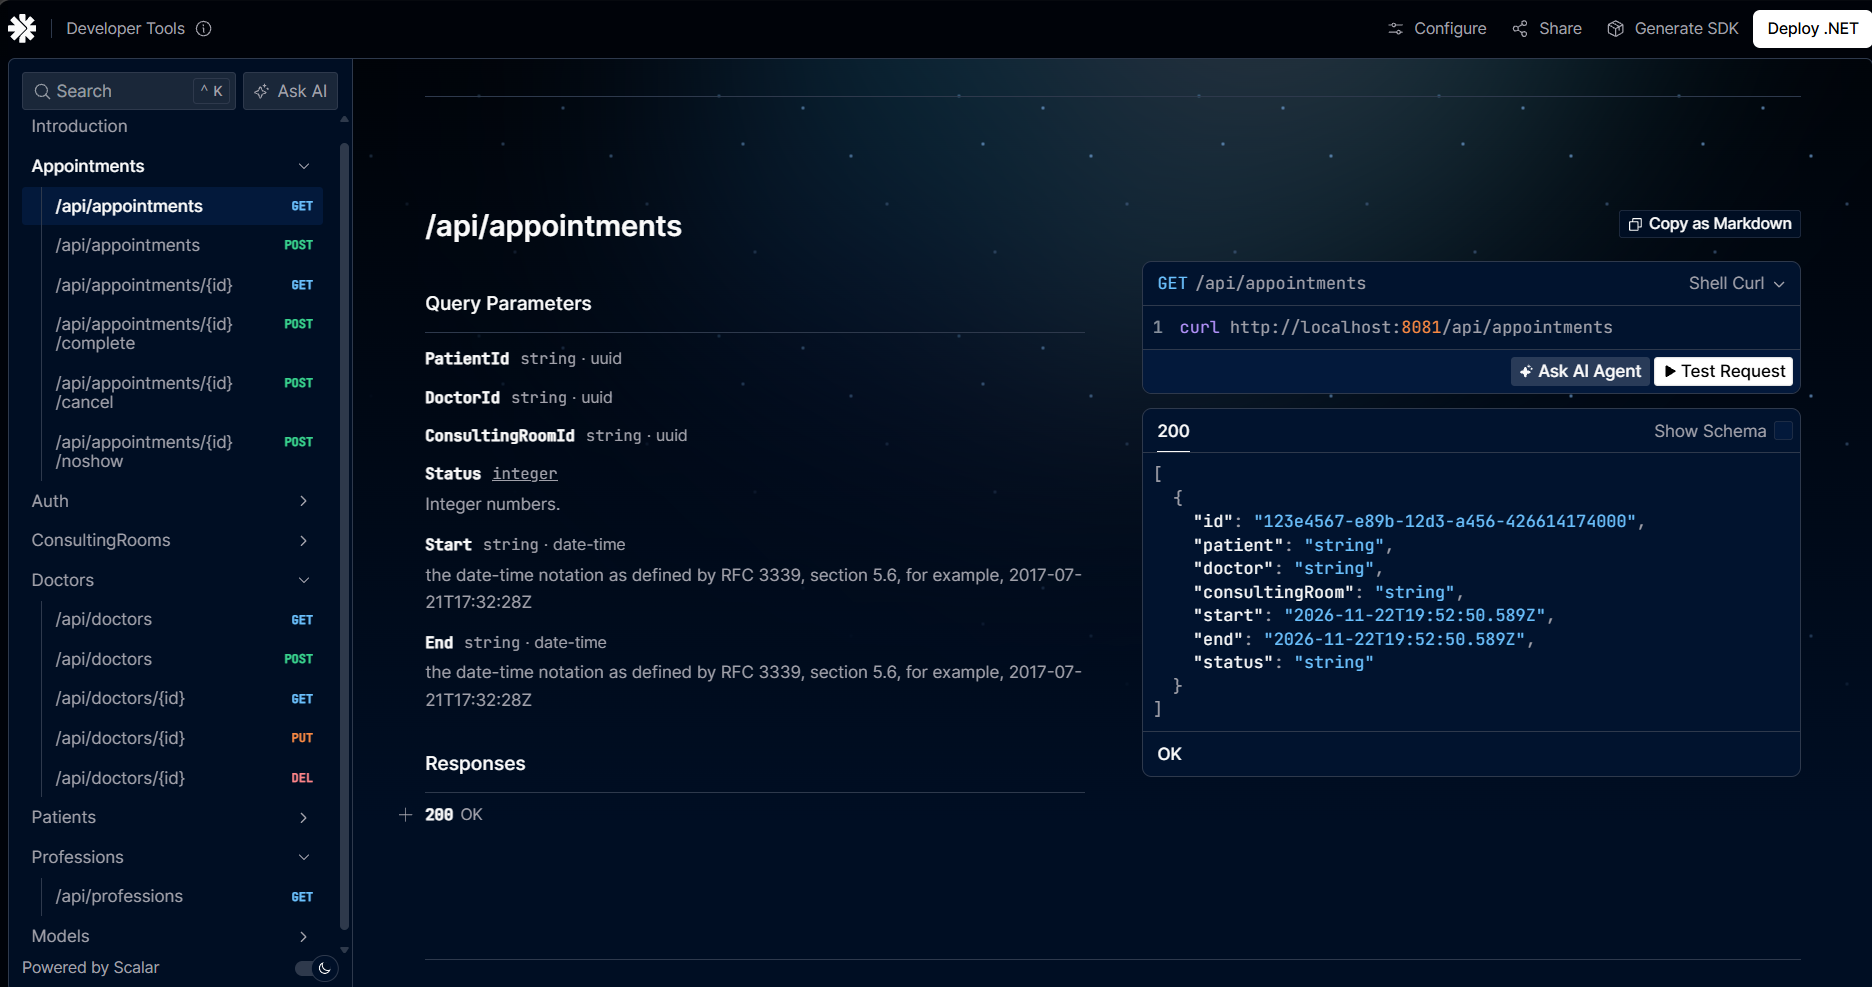 Developer Tools
Configure
Share
Generate SDK
Deploy .NET
Search
^ K
Ask AI
Introduction
Appointments
/api/appointments GET
/api/appointments POST
/api/appointments/{id} GET
/api/appointments/{id} POST
/complete
/api/appointments/{id} POST
/cancel
/api/appointments/{id} POST
/noshow
Auth
ConsultingRooms
Doctors
/api/doctors GET
/api/doctors POST
/api/doctors/{id} GET
/api/doctors/{id} PUT
/api/doctors/{id} DEL
Patients
Professions
/api/professions GET
Models
Powered by Scalar
/api/appointments
Copy as Markdown
Query Parameters
PatientId string · uuid
DoctorId string · uuid
ConsultingRoomId string · uuid
Status integer
Integer numbers.
Start string · date-time
the date-time notation as defined by RFC 3339, section 5.6, for example, 2017-07-
21T17:32:28Z
End string · date-time
the date-time notation as defined by RFC 3339, section 5.6, for example, 2017-07-
21T17:32:28Z
Responses
200 OK
GET /api/appointments
Shell Curl
1 curl http://localhost:8081/api/appointments
Ask AI Agent
Test Request
200
Show Schema
[
{
"id": "123e4567-e89b-12d3-a456-426614174000",
"patient": "string",
"doctor": "string",
"consultingRoom": "string",
"start": "2026-11-22T19:52:50.589Z",
"end": "2026-11-22T19:52:50.589Z",
"status": "string"
}
]
OK